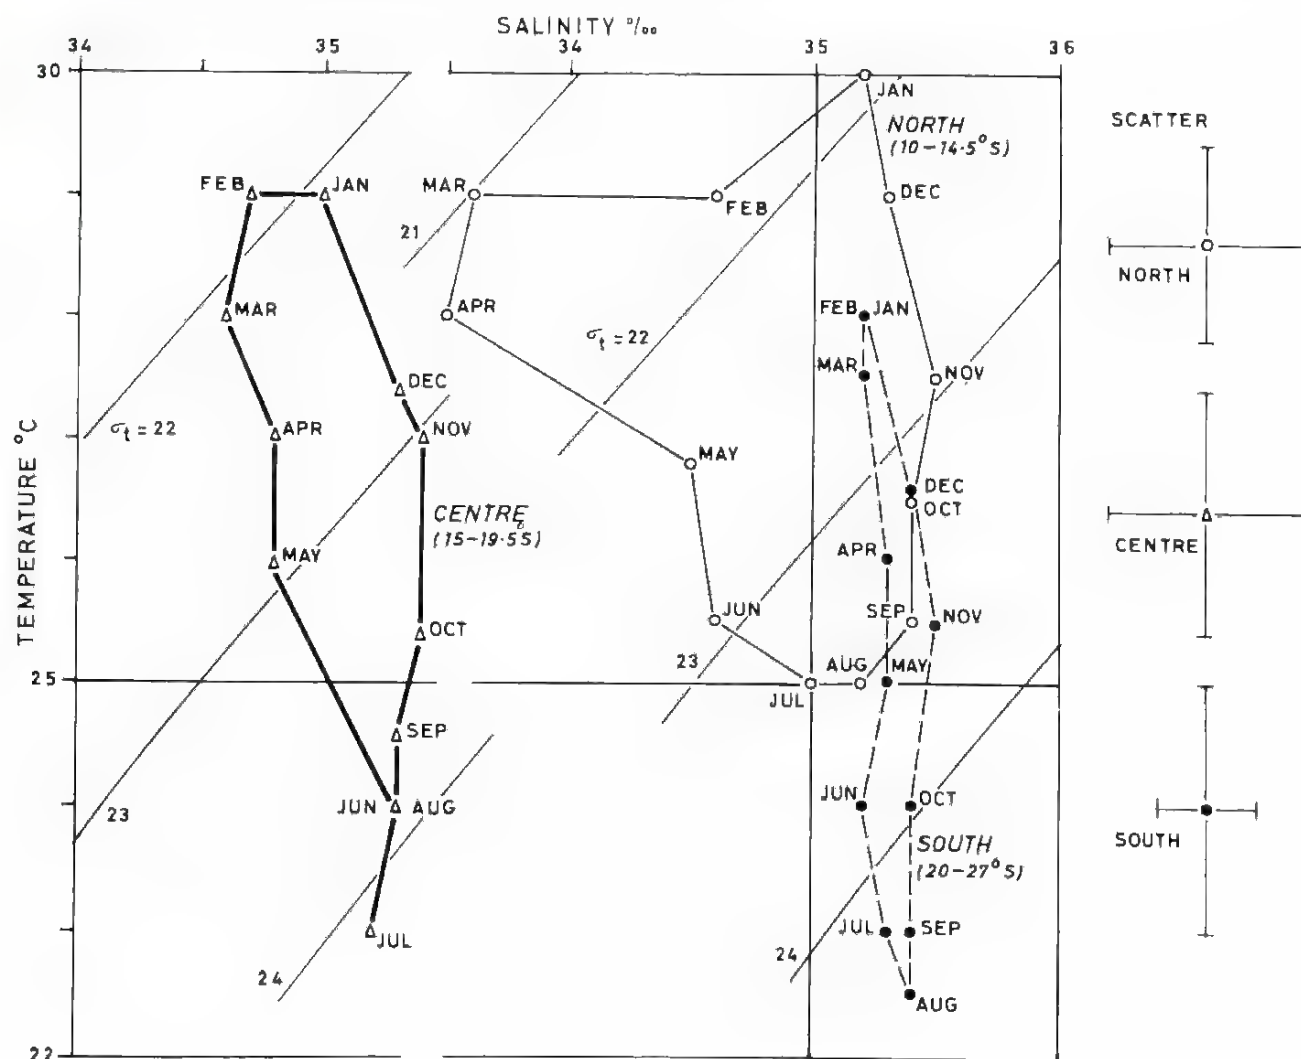 SALINITY °/oo
34 35 34 35 36
30
JAN
NORTH
(10-14·5°S)
SCATTER
FEB JAN
MAR
FEB
DEC
21
NORTH
MAR
APR
FEB JAN
σt=22
MAR
NOV
DEC
σt=22
APR
NOV
MAY
DEC
OCT
CENTRE
(15-19·5°S)
CENTRE
MAY
APR
JUN
SEP
NOV
OCT
23
AUG
MAY
25
JUL
SEP
JUN AUG
JUN
OCT
23
SOUTH
(20-27°S)
SOUTH
JUL
JUL
SEP
24
24
AUG
22
TEMPERATURE °C